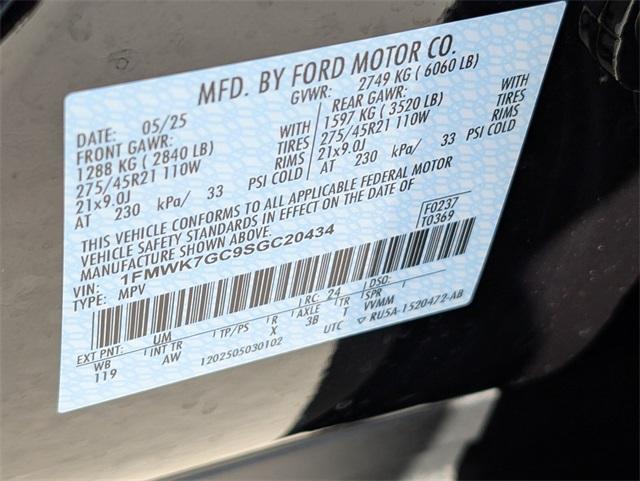 MFD. BY FORD MOTOR CO.
DATE: 05/25 GVWR: 2749 KG ( 6060 LB)
FRONT GAWR: REAR GAWR:
1288 KG ( 2840 LB) WITH 1597 KG ( 3520 LB) WITH
275/45R21 110W TIRES 275/45R21 110W TIRES
21x9.0J RIMS 21x9.0J RIMS
AT 230 kPa/ 33 PSI COLD AT 230 kPa/ 33 PSI COLD
THIS VEHICLE CONFORMS TO ALL APPLICABLE FEDERAL MOTOR
VEHICLE SAFETY STANDARDS IN EFFECT ON THE DATE OF
MANUFACTURE SHOWN ABOVE.
F0237
T0369
VIN: 1FMWK7GC9SGC20434
TYPE: MPV
EXT PNT: UM RC: 24 DSO:
WB INT TR TP/PS R AXLE TR SPR
119 AW X 3B T VVMM
1202505030102 UTC RU5A-1520472-AB